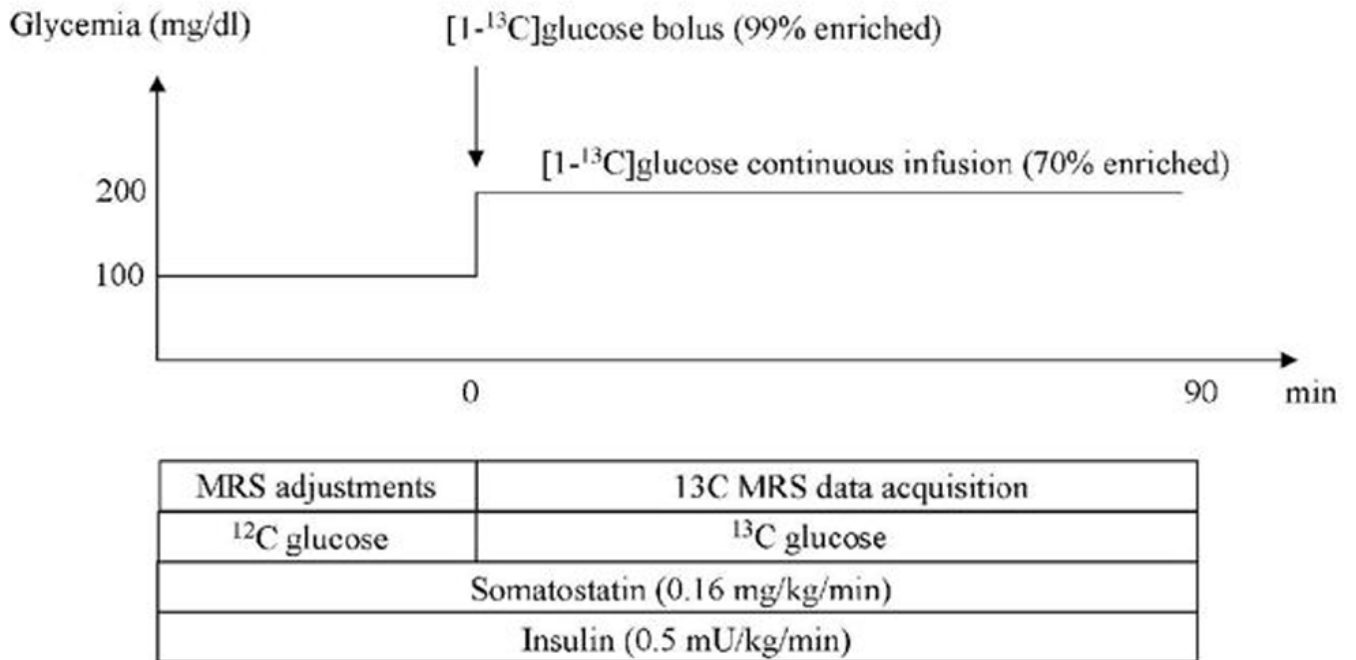 Glycemia (mg/dl)
[1-¹³C]glucose bolus (99% enriched)
[1-¹³C]glucose continuous infusion (70% enriched)
200
100
0
90
min
MRS adjustments
13C MRS data acquisition
¹²C glucose
¹³C glucose
Somatostatin (0.16 mg/kg/min)
Insulin (0.5 mU/kg/min)